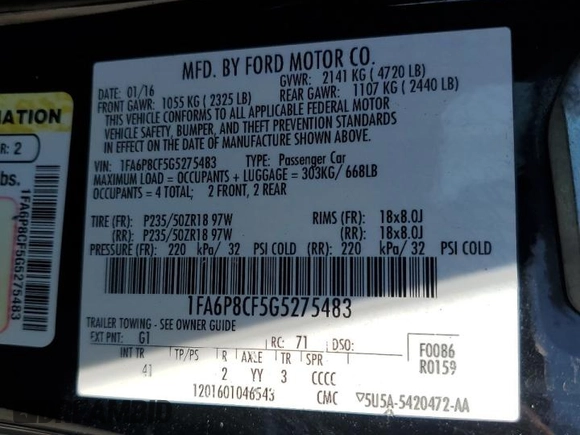 MFD. BY FORD MOTOR CO.
DATE: 01/16 GVWR: 2141 KG ( 4720 LB)
FRONT GAWR: 1055 KG ( 2325 LB) REAR GAWR: 1107 KG ( 2440 LB)
THIS VEHICLE CONFORMS TO ALL APPLICABLE FEDERAL MOTOR
VEHICLE SAFETY, BUMPER, AND THEFT PREVENTION STANDARDS
IN EFFECT ON THE DATE OF MANUFACTURE SHOWN ABOVE.
VIN: 1FA6P8CF5G5275483 TYPE: Passenger Car
MAXIMUM LOAD = OCCUPANTS + LUGGAGE = 303KG/ 668LB
OCCUPANTS = 4 TOTAL; 2 FRONT, 2 REAR
TIRE (FR): P235/50ZR18 97W RIMS (FR): 18x8.0J
(RR): P235/50ZR18 97W (RR): 18x8.0J
PRESSURE (FR): 220 kPa/ 32 PSI COLD (RR): 220 kPa/ 32 PSI COLD
1FA6P8CF5G5275483
TRAILER TOWING - SEE OWNER GUIDE
EXT PNT: G1 RC: 71 DSO:
F0086
R0159
INT TR TP/PS R AXLE TR SPR
41 2 YY 3 CCCC
1201601046543 CMC ▽5U5A-5420472-AA
R: 2
bs.
1FA6P8CF5G5275483